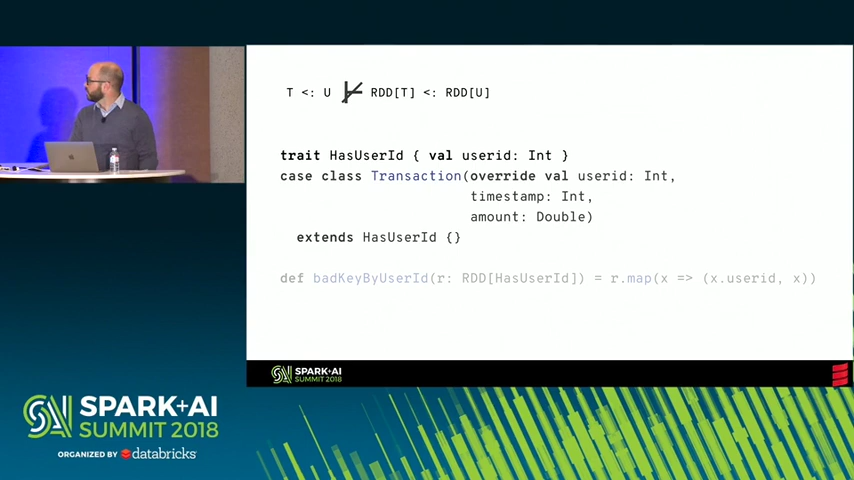 T <: U ⊬ RDD[T] <: RDD[U]
trait HasUserId { val userid: Int }
case class Transaction(override val userid: Int,
timestamp: Int,
amount: Double)
extends HasUserId {}
def badKeyByUserId(r: RDD[HasUserId]) = r.map(x => (x.userid, x))
SPARK+AI
SUMMIT 2018
SPARK+AI
SUMMIT 2018
ORGANIZED BY databricks